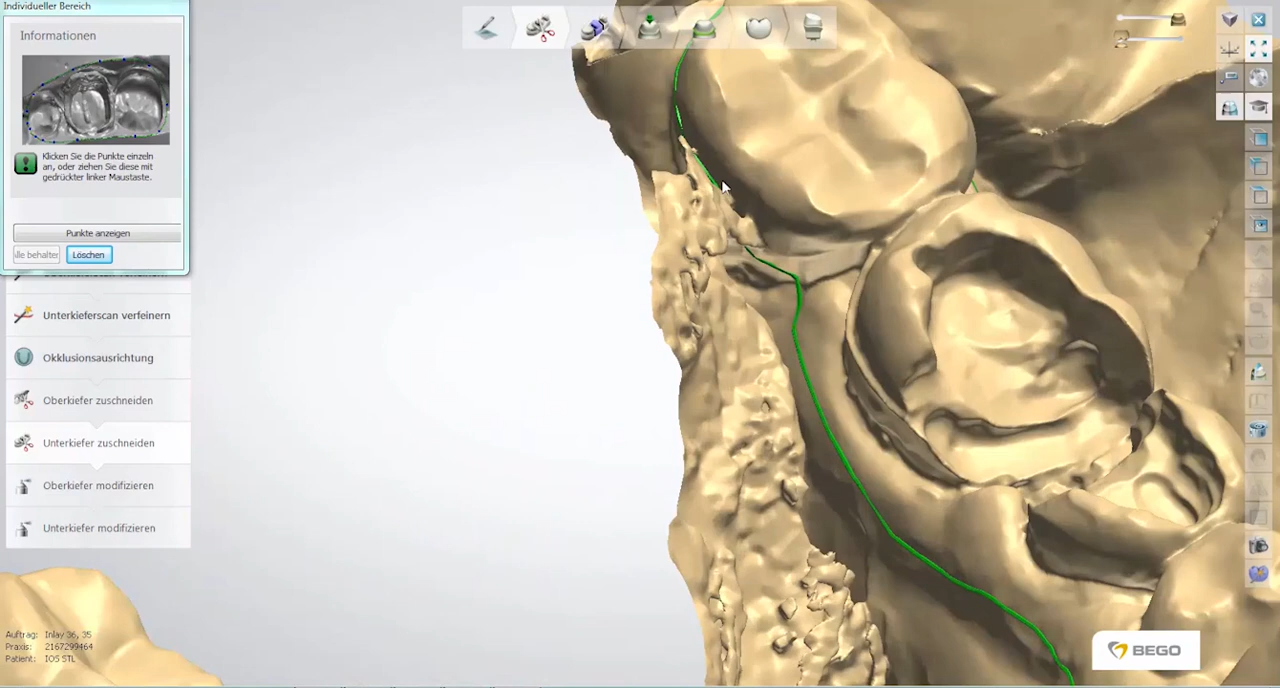 Individueller Bereich
Informationen
Klicken Sie die Punkte einzeln
an, oder ziehen Sie diese mit
gedrückter linker Maustaste.
Punkte anzeigen
lle behalter
Löschen
Unterkieferscan verfeinern
Okklusionsausrichtung
Oberkiefer zuschneiden
Unterkiefer zuschneiden
Oberkiefer modifizieren
Unterkiefer modifizieren
Auftrag: Inlay 36, 35
Praxis: 2167299464
Patient: IOS STL
BEGO